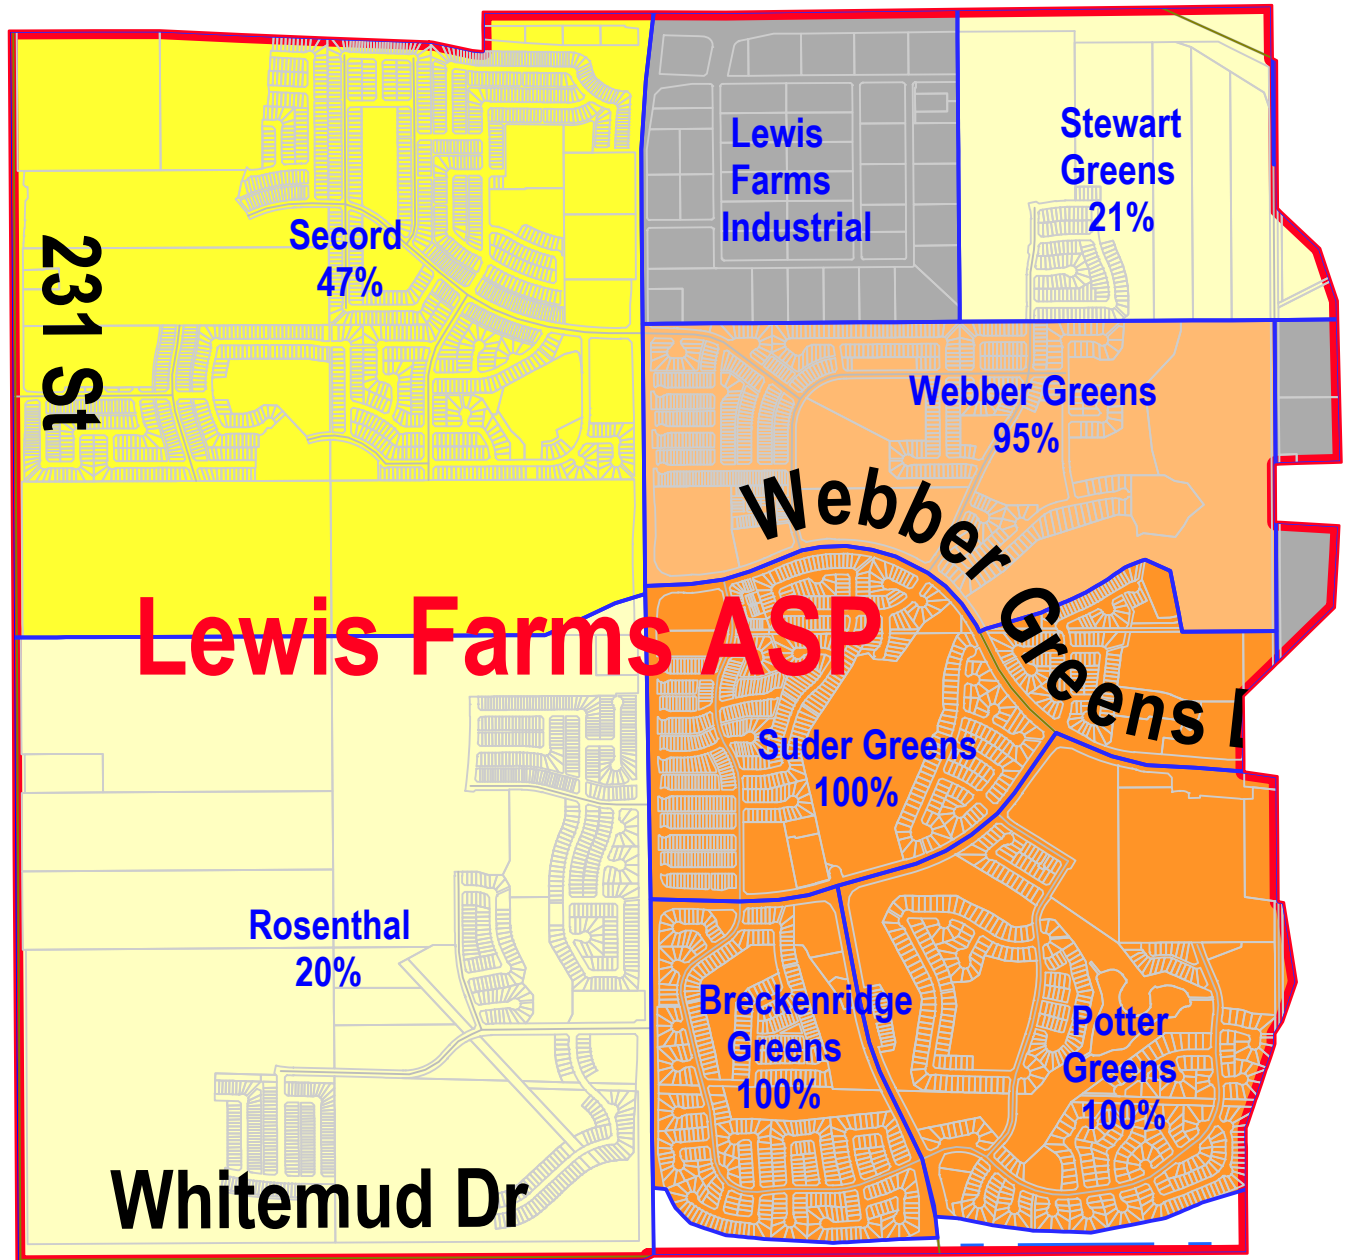 Lewis
Farms
Industrial
Stewart
Greens
21%
Secord
47%
231 St
Webber Greens
95%
Webber Greens
Lewis Farms ASP
Suder Greens
100%
Rosenthal
20%
Breckenridge
Greens
100%
Potter
Greens
100%
Whitemud Dr